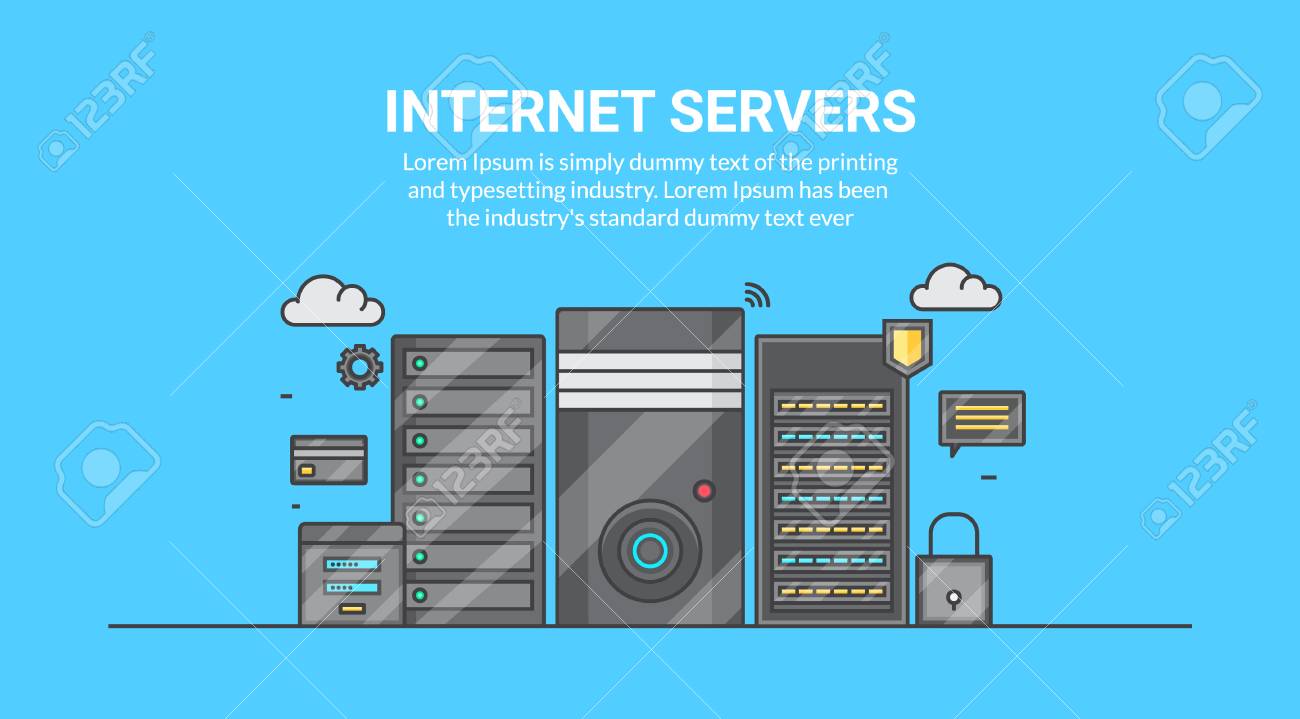 INTERNET SERVERS
Lorem Ipsum is simply dummy text of the printing
and typesetting industry. Lorem Ipsum has been
the industry's standard dummy text ever
123RF
123RF
123RF
123RF